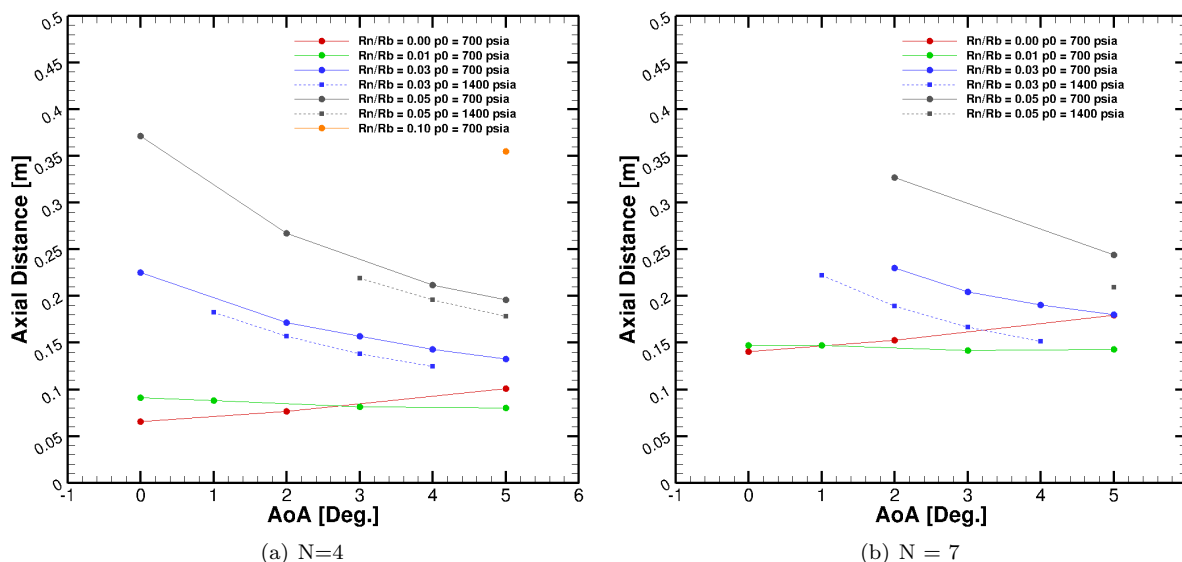 Rn/Rb = 0.00 p0 = 700 psia
Rn/Rb = 0.01 p0 = 700 psia
Rn/Rb = 0.03 p0 = 700 psia
Rn/Rb = 0.03 p0 = 1400 psia
Rn/Rb = 0.05 p0 = 700 psia
Rn/Rb = 0.05 p0 = 1400 psia
Rn/Rb = 0.10 p0 = 700 psia
Axial Distance [m]
0.5
0.45
0.4
0.35
0.3
0.25
0.2
0.15
0.1
0.05
0
-1 0 1 2 3 4 5 6
AoA [Deg.]
(a) N=4
Rn/Rb = 0.00 p0 = 700 psia
Rn/Rb = 0.01 p0 = 700 psia
Rn/Rb = 0.03 p0 = 700 psia
Rn/Rb = 0.03 p0 = 1400 psia
Rn/Rb = 0.05 p0 = 700 psia
Rn/Rb = 0.05 p0 = 1400 psia
Axial Distance [m]
0.5
0.45
0.4
0.35
0.3
0.25
0.2
0.15
0.1
0.05
0
-1 0 1 2 3 4 5
AoA [Deg.]
(b) N = 7